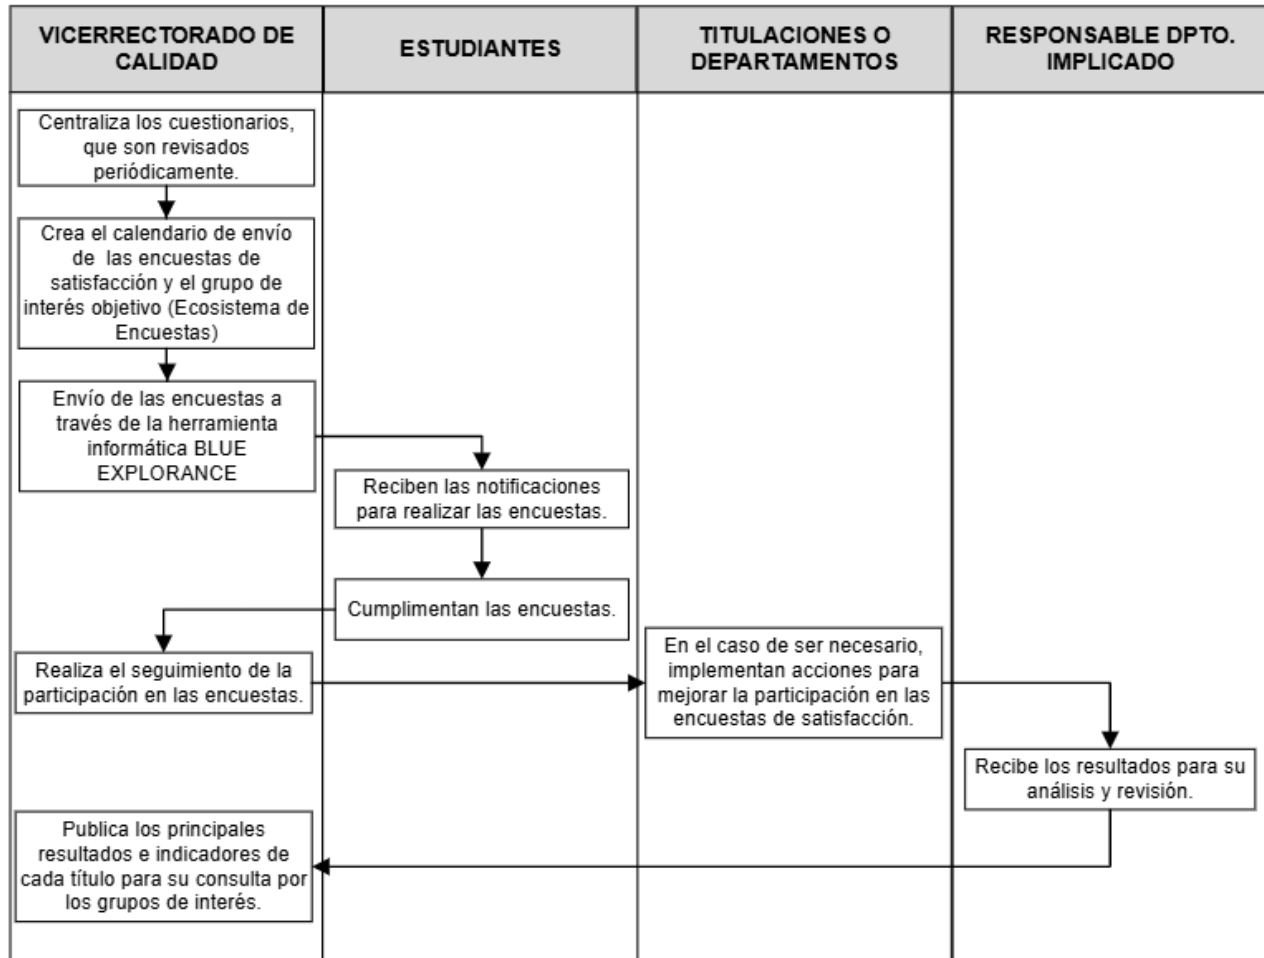 VICERRECTORADO DE
CALIDAD
ESTUDIANTES
TITULACIONES O
DEPARTAMENTOS
RESPONSABLE DPTO.
IMPLICADO
Centraliza los cuestionarios,
que son revisados
periódicamente.
Crea el calendario de envío
de las encuestas de
satisfacción y el grupo de
interés objetivo (Ecosistema de
Encuestas)
Envío de las encuestas a
través de la herramienta
informática BLUE
EXPLORANCE
Reciben las notificaciones
para realizar las encuestas.
Cumplimentan las encuestas.
Realiza el seguimiento de la
participación en las encuestas.
En el caso de ser necesario,
implementan acciones para
mejorar la participación en las
encuestas de satisfacción.
Recibe los resultados para su
análisis y revisión.
Publica los principales
resultados e indicadores de
cada título para su consulta por
los grupos de interés.